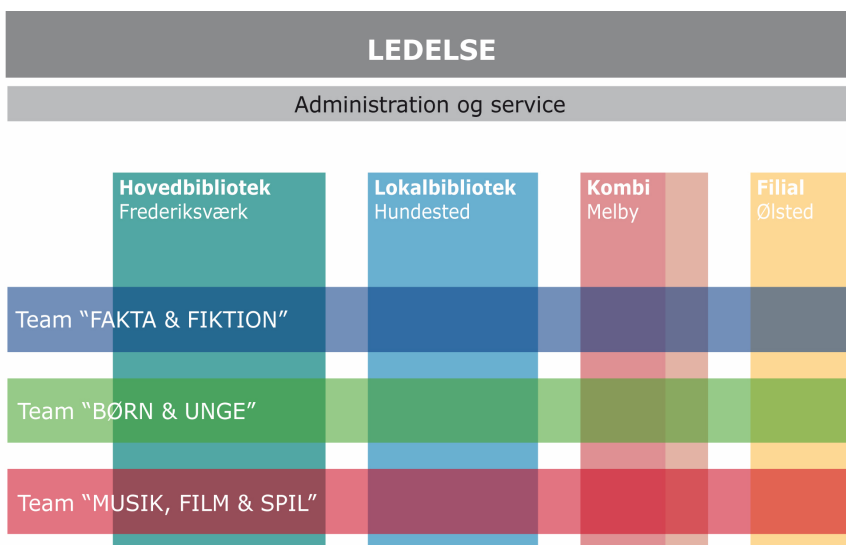 LEDELSE
Administration og service
Hovedbibliotek
Frederiksværk
Lokalbibliotek
Hundested
Kombi
Melby
Filial
Ølsted
Team “FAKTA & FIKTION”
Team “BØRN & UNGE”
Team “MUSIK, FILM & SPIL”